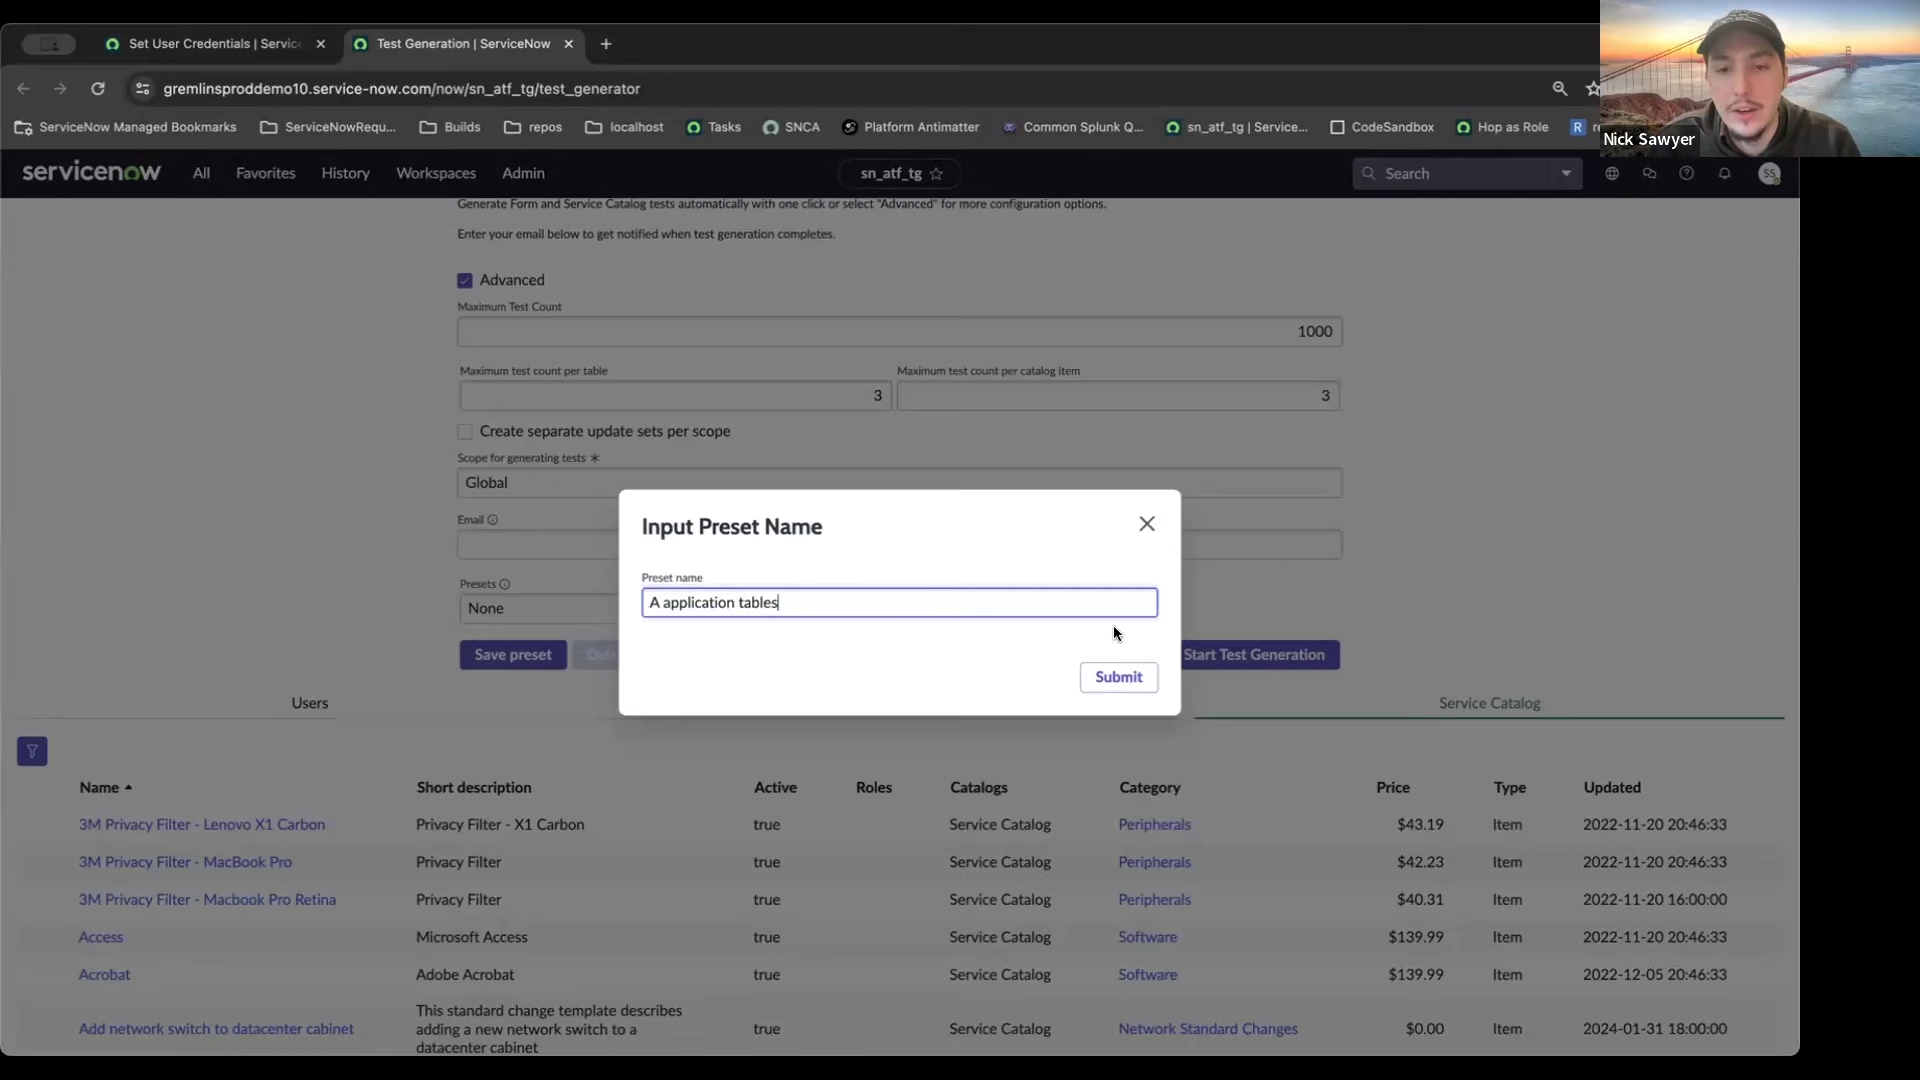 Set User Credentials | Servic
Test Generation | ServiceNow
gremlinsproddemo10.service-now.com/now/sn_atf_tg/test_generator
ServiceNow Managed Bookmarks
ServiceNowRequ...
Builds
repos
localhost
Tasks
SNCA
Platform Antimatter
Common Splunk Q...
sn_atf_tg | Service...
CodeSandbox
Hop as Role
R
Nick Sawyer
servicenow
All
Favorites
History
Workspaces
Admin
sn_atf_tg
Search
SS
Generate Form and Service Catalog tests automatically with one click or select "Advanced" for more configuration options.
Enter your email below to get notified when test generation completes.
Advanced
Maximum Test Count
1000
Maximum test count per table
Maximum test count per catalog item
3
3
Create separate update sets per scope
Scope for generating tests *
Global
Email
Presets
None
Save preset
Start Test Generation
Input Preset Name
Preset name
A application tables
Submit
Users
Service Catalog
Name Short description Active Roles Catalogs Category Price Type Updated
3M Privacy Filter - Lenovo X1 Carbon Privacy Filter - X1 Carbon true Service Catalog Peripherals $43.19 Item 2022-11-20 20:46:33
3M Privacy Filter - MacBook Pro Privacy Filter true Service Catalog Peripherals $42.23 Item 2022-11-20 20:46:33
3M Privacy Filter - Macbook Pro Retina Privacy Filter true Service Catalog Peripherals $40.31 Item 2022-11-20 16:00:00
Access Microsoft Access true Service Catalog Software $139.99 Item 2022-11-20 20:46:33
Acrobat Adobe Acrobat true Service Catalog Software $139.99 Item 2022-12-05 20:46:33
This standard change template describes
Add network switch to datacenter cabinet adding a new network switch to a true Service Catalog Network Standard Changes $0.00 Item 2024-01-31 18:00:00
datacenter cabinet